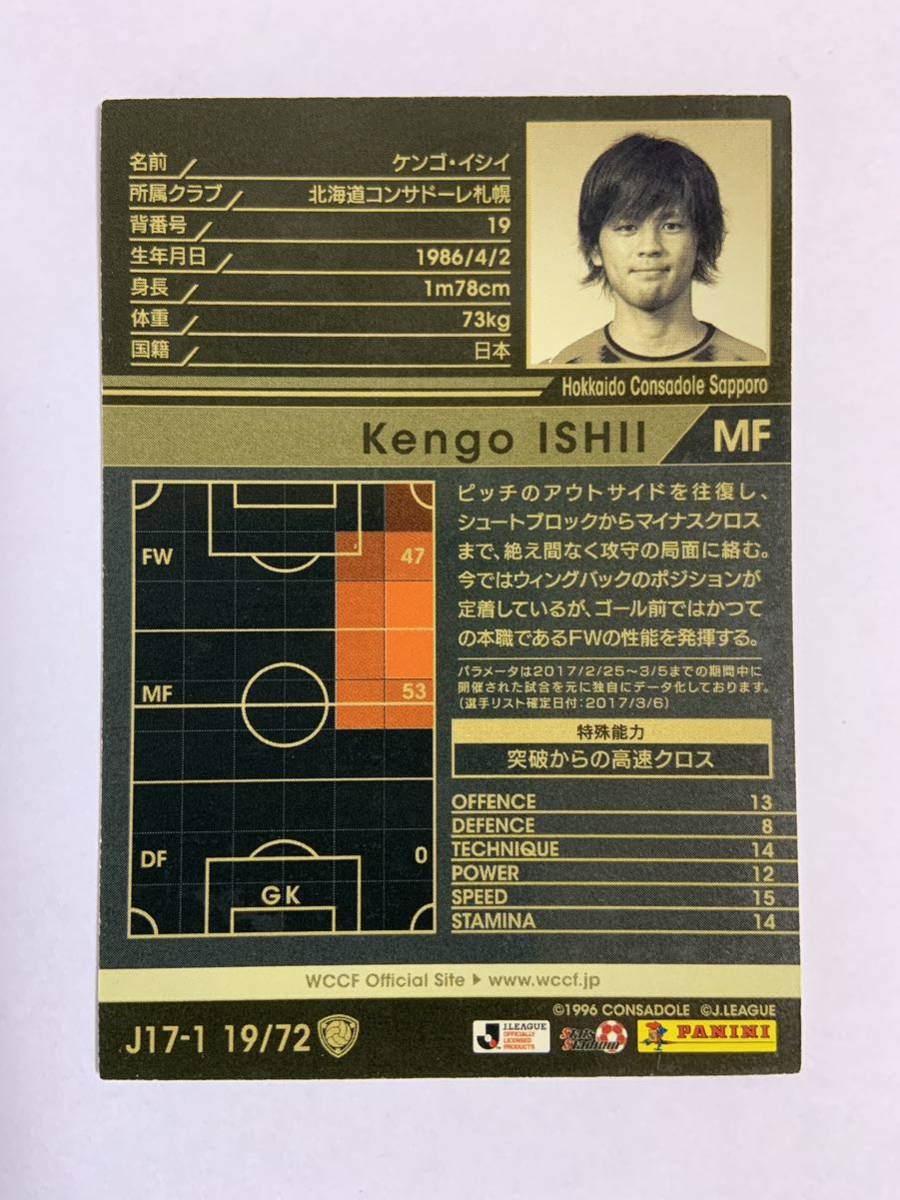 名前 ケンゴ・イシイ
所属クラブ 北海道コンサドーレ札幌
背番号 19
生年月日 1986/4/2
身長 1m78cm
体重 73kg
国籍 日本
Hokkaido Consadole Sapporo
Kengo ISHII MF
FW 47
MF 53
DF 0
GK
ピッチのアウトサイドを往復し、
シュートブロックからマイナスクロス
まで、絶え間なく攻守の局面に絡む。
今ではウィングバックのポジションが
定着しているが、ゴール前ではかつて
の本職であるFWの性能を発揮する。
パラメータは2017/2/25~3/5までの期間中に
開催された試合を元に独自にデータ化しております。
(選手リスト確定日付:2017/3/6)
特殊能力
突破からの高速クロス
OFFENCE 13
DEFENCE 8
TECHNIQUE 14
POWER 12
SPEED 15
STAMINA 14
WCCF Official Site ▶ www.wccf.jp
©1996 CONSADOLE ©J.LEAGUE
J17-1 19/72
J.LEAGUE
OFFICIALLY
LICENSED
PRODUCTS
PANINI